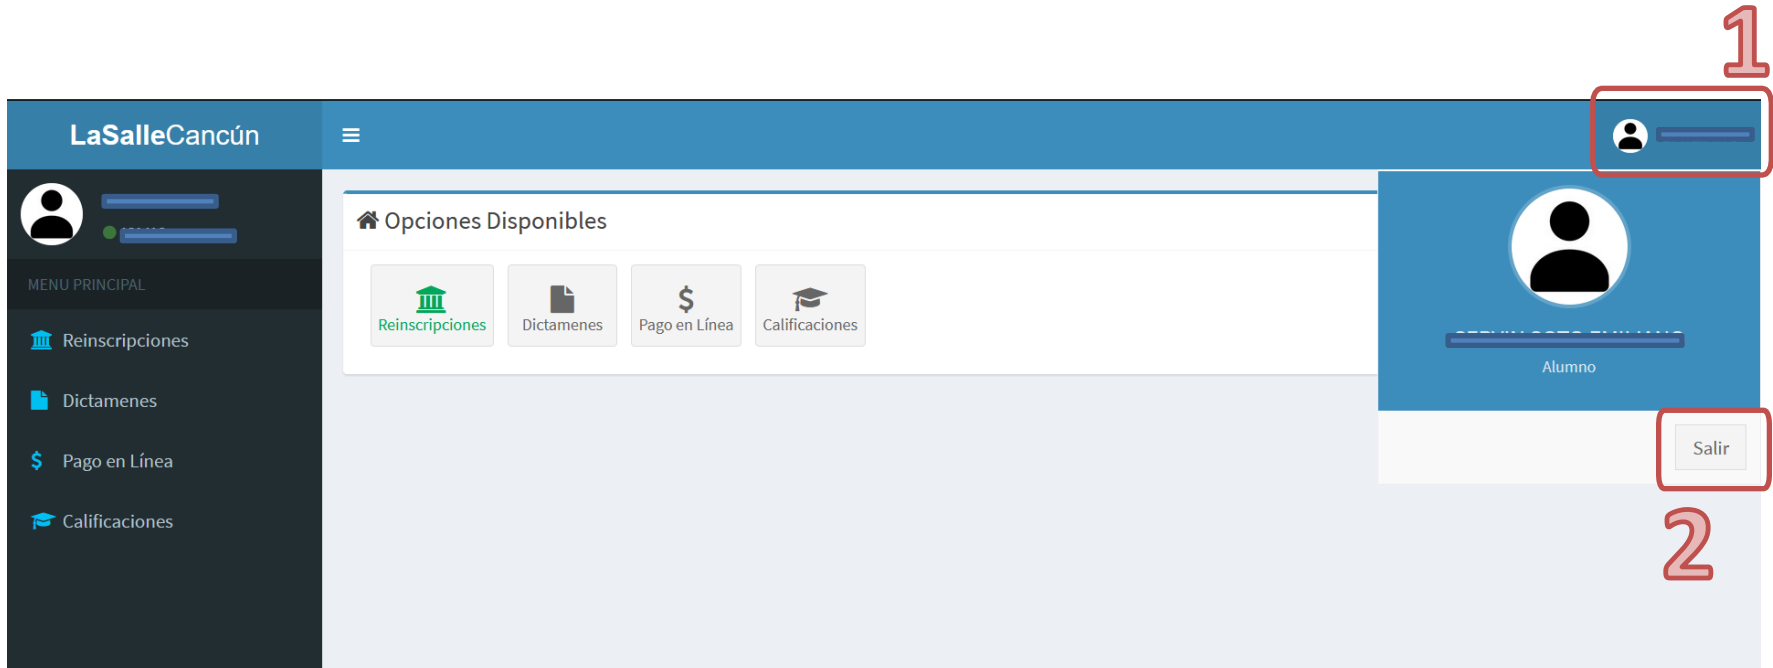 1
LaSalleCancún
MENU PRINCIPAL
Reinscripciones
Dictamenes
Pago en Línea
Calificaciones
Opciones Disponibles
Reinscripciones
Dictamenes
Pago en Línea
Calificaciones
Alumno
Salir
2